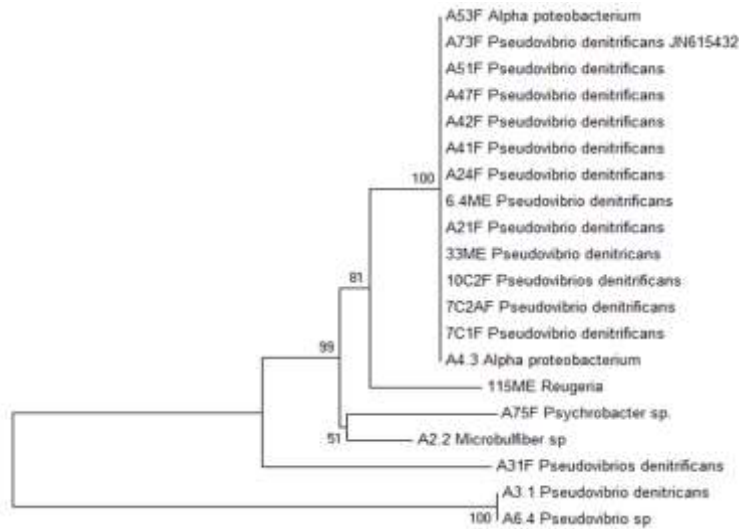 A53F Alpha poteobacterium
A73F Pseudovibrio denitrificans JN615432
A51F Pseudovibrio denitrificans
A47F Pseudovibrio denitrificans
A42F Pseudovibrio denitrificans
A41F Pseudovibrio denitrificans
A24F Pseudovibrio denitrificans
100
6.4ME Pseudovibrio denitrificans
A21F Pseudovibrio denitrificans
33ME Pseudovibrio denitricans
81
10C2F Pseudovibrios denitrificans
7C2AF Pseudovibrio denitrificans
7C1F Pseudovibrio denitrificans
99
A4.3 Alpha proteobacterium
115ME Reugeria
A75F Psychrobacter sp.
51
A2.2 Microbulfiber sp
A31F Pseudovibrios denitrificans
A3.1 Pseudovibrio denitricans
100
A6.4 Pseudovibrio sp